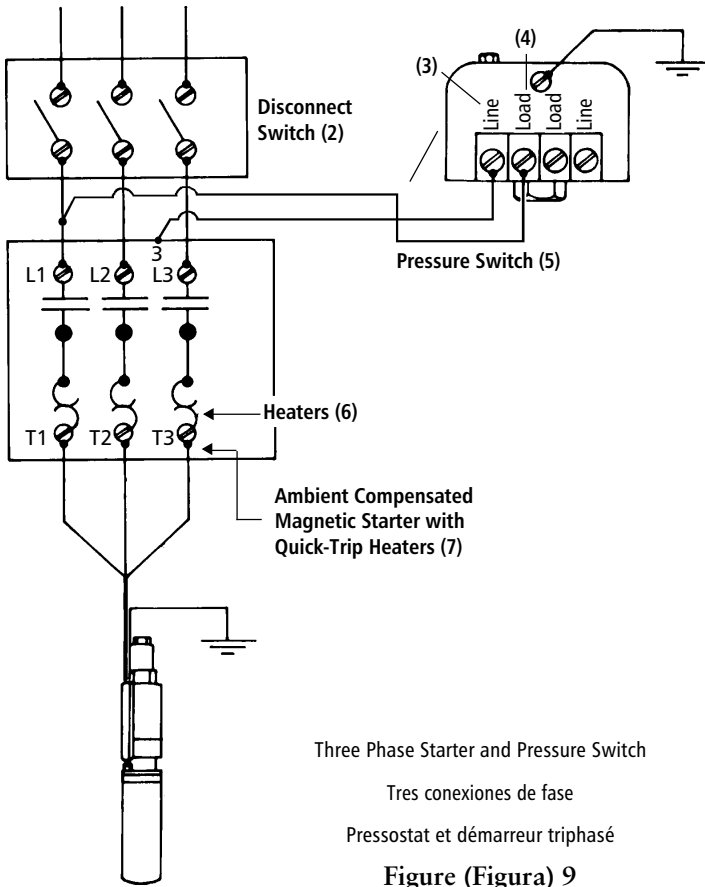 (4)
(3)
Line
Load
Load
Line
Disconnect
Switch (2)
Pressure Switch (5)
3
L1
L2
L3
Heaters (6)
T1
T2
T3
Ambient Compensated
Magnetic Starter with
Quick-Trip Heaters (7)
Three Phase Starter and Pressure Switch
Tres conexiones de fase
Pressostat et démarreur triphasé
Figure (Figura) 9